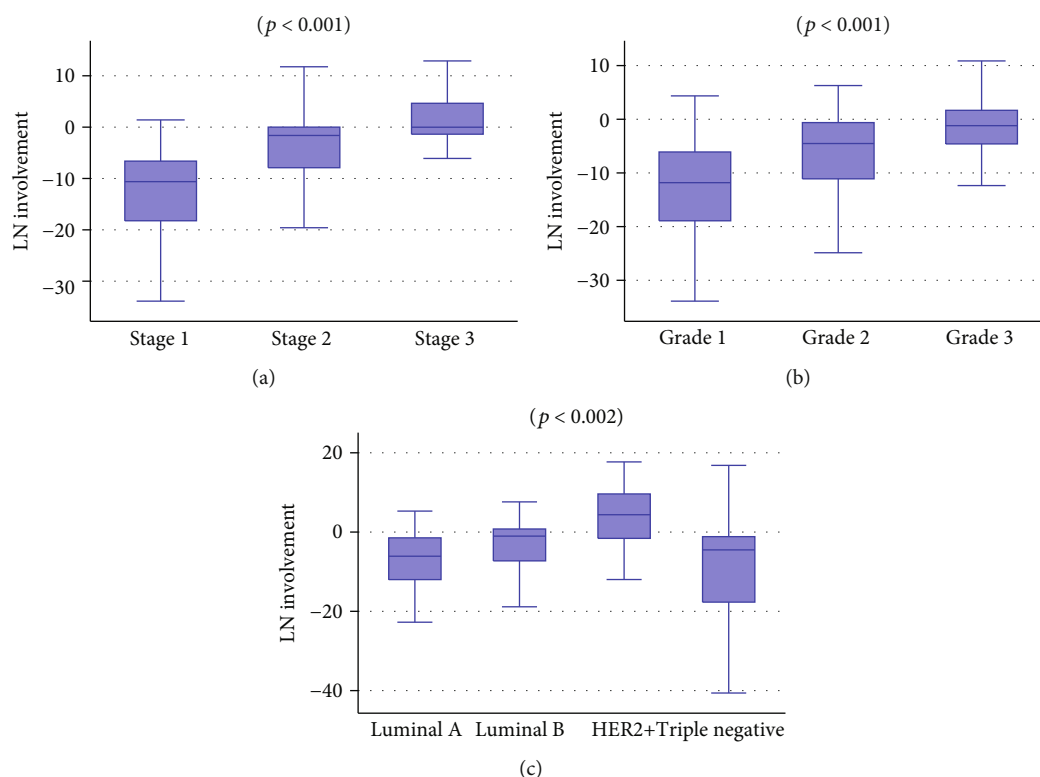 (p < 0.001)
LN involvement
10
0
−10
−20
−30
Stage 1 Stage 2 Stage 3
(a)
(p < 0.001)
LN involvement
10
0
−10
−20
−30
Grade 1 Grade 2 Grade 3
(b)
(p < 0.002)
LN involvement
20
0
−20
−40
Luminal A Luminal B HER2+Triple negative
(c)